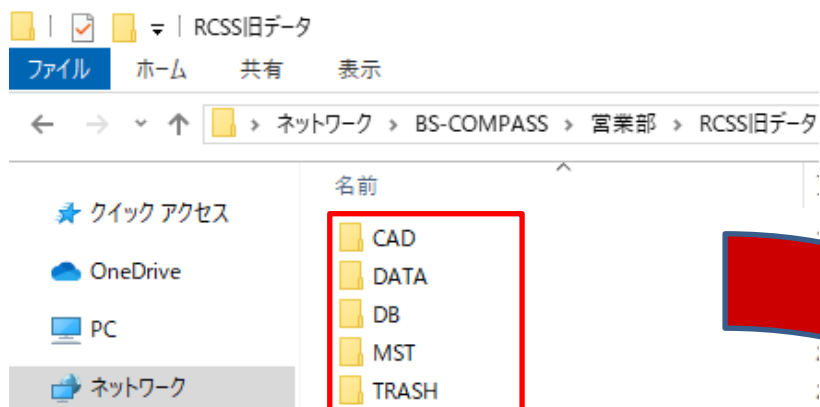 RCSS旧データ
ファイル ホーム 共有 表示
ネットワーク > BS-COMPASS > 営業部 > RCSS旧データ
名前
クイック アクセス
OneDrive
PC
ネットワーク
CAD
DATA
DB
MST
TRASH